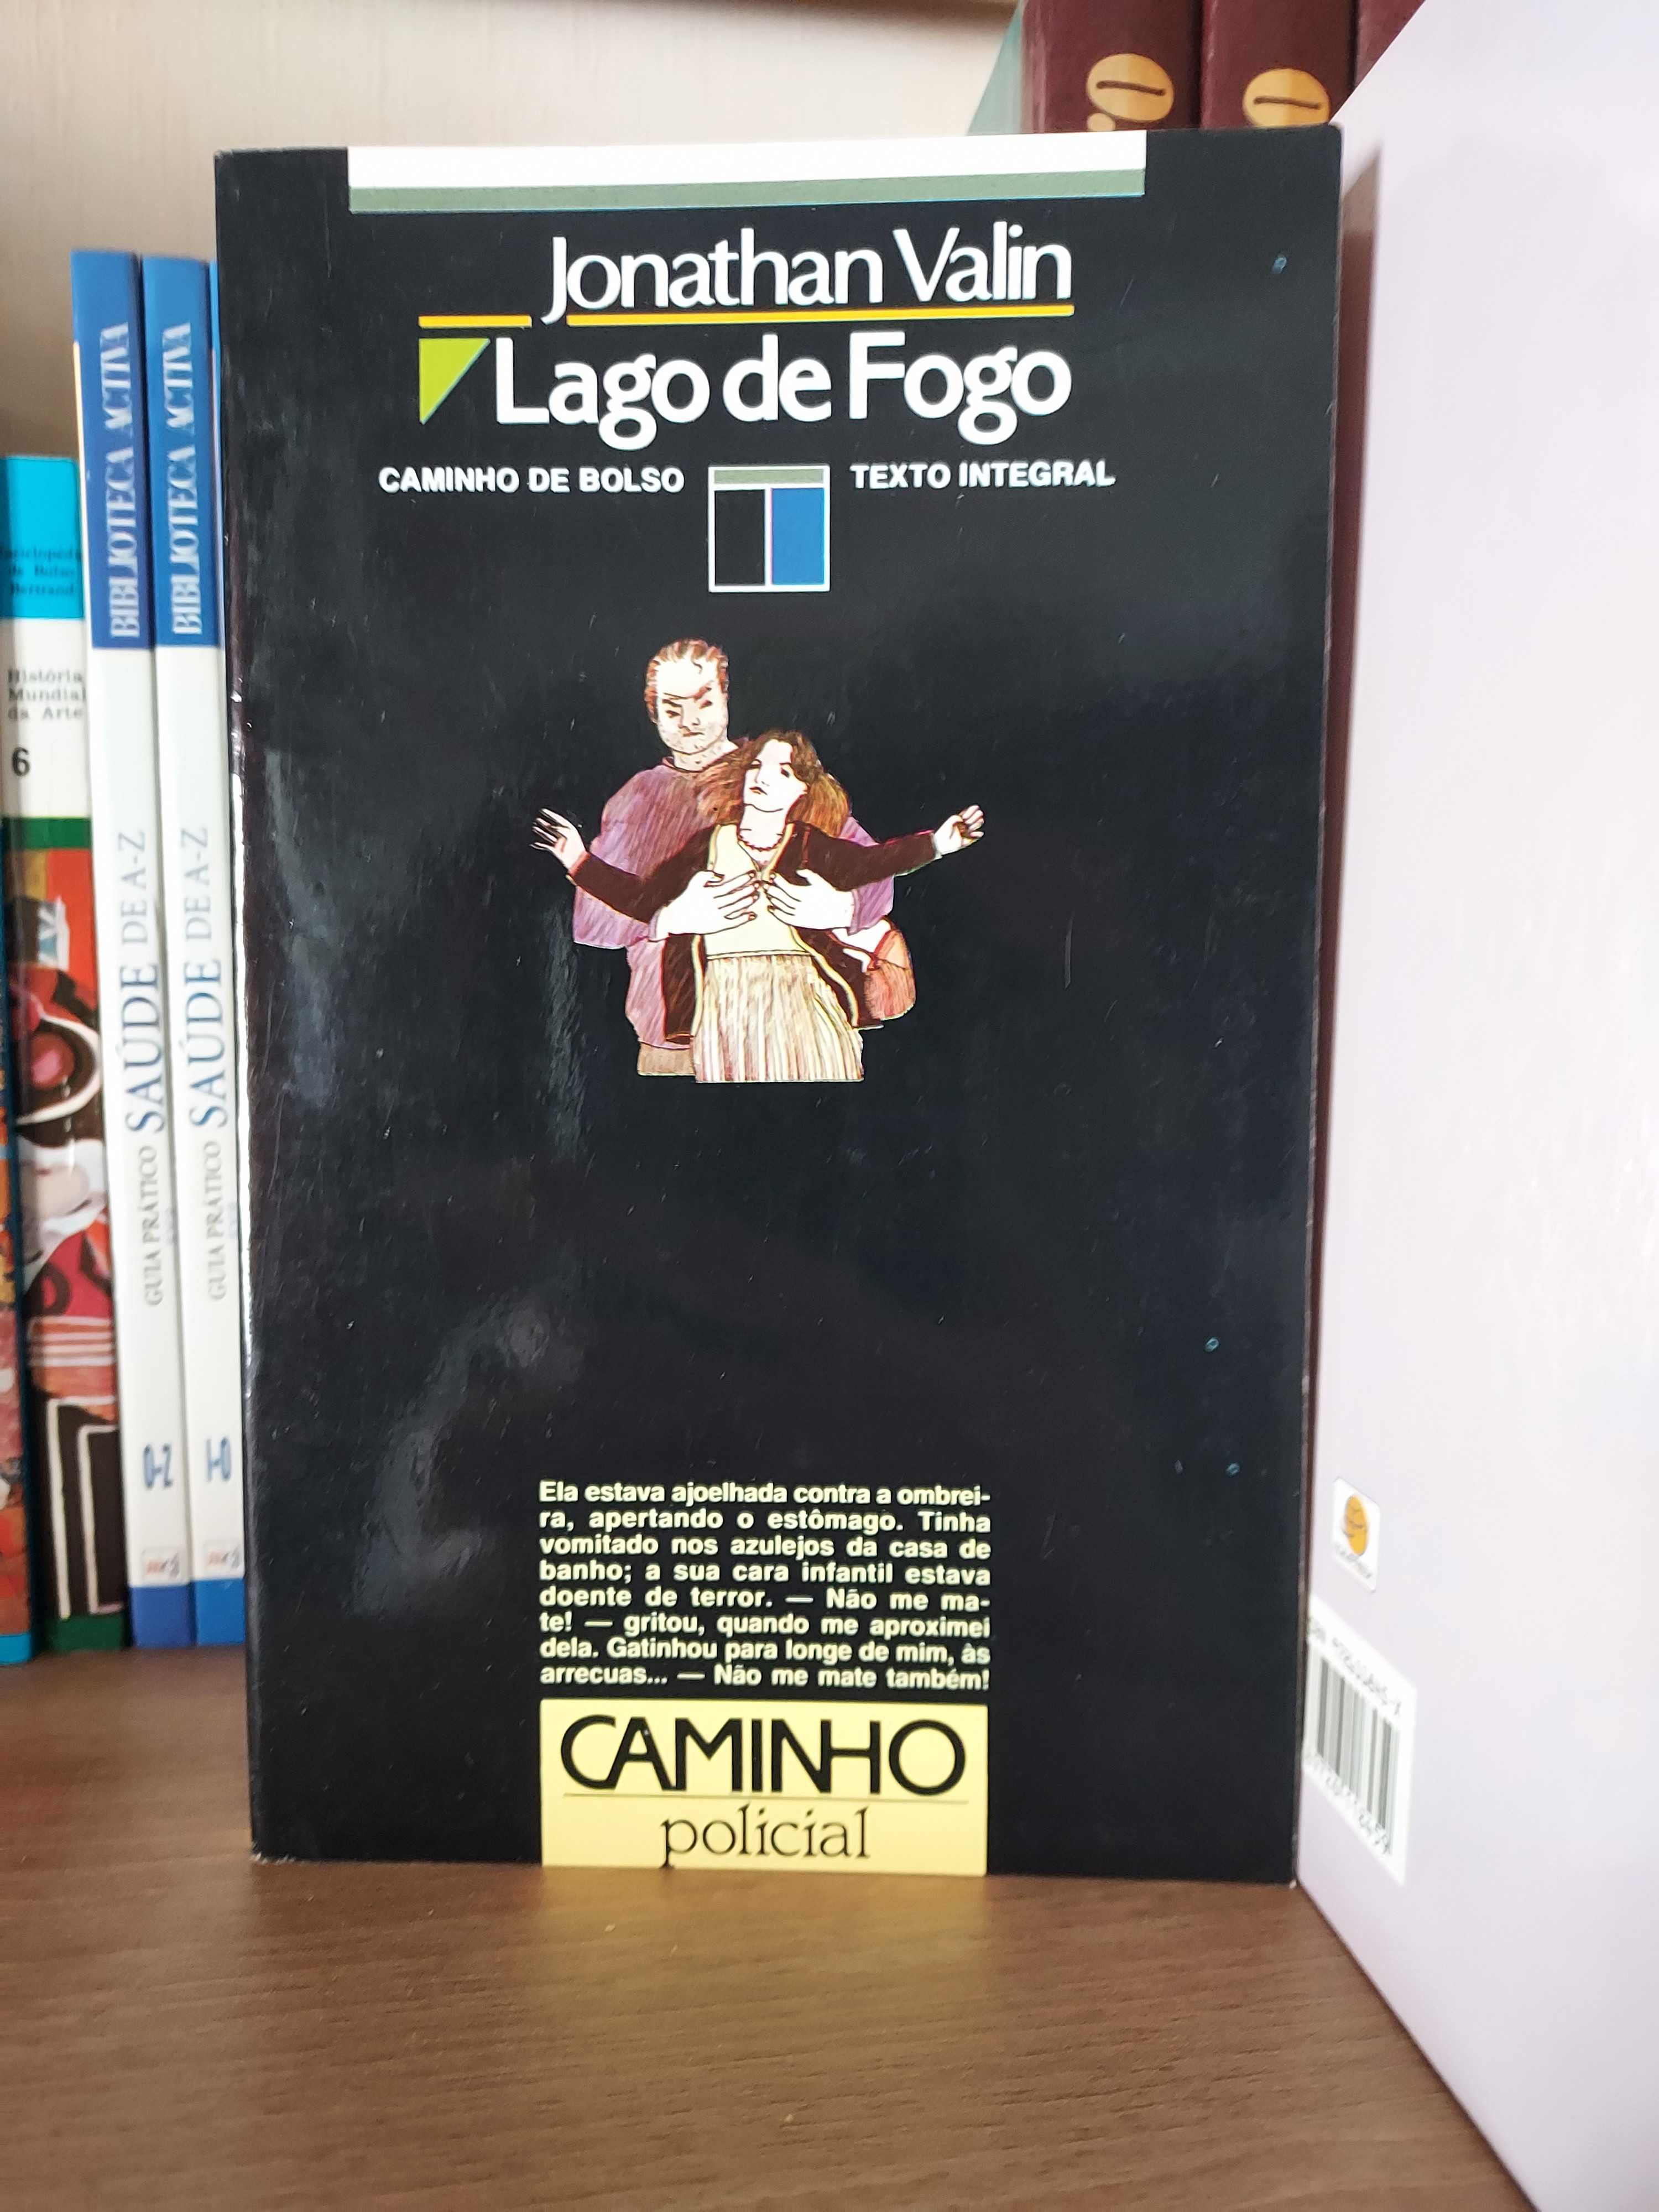 Jonathan Valin
Lago de Fogo
CAMINHO DE BOLSO
TEXTO INTEGRAL
Ela estava ajoelhada contra a ombrei-
ra, apertando o estômago. Tinha
vomitado nos azulejos da casa de
banho; a sua cara infantil estava
doente de terror. — Não me ma-
te! — gritou, quando me aproximei
dela. Gatinhou para longe de mim, às
arrecuas... — Não me mate também!
CAMINHO
policial
de Bolso
Bertrand
História
Mundial
da Arte
6
BIBLIOTECA ACTIVA
GUIA PRÁTICO SAÚDE DE A-Z
O-Z
BIBLIOTECA ACTIVA
GUIA PRÁTICO SAÚDE DE A-Z
I-O